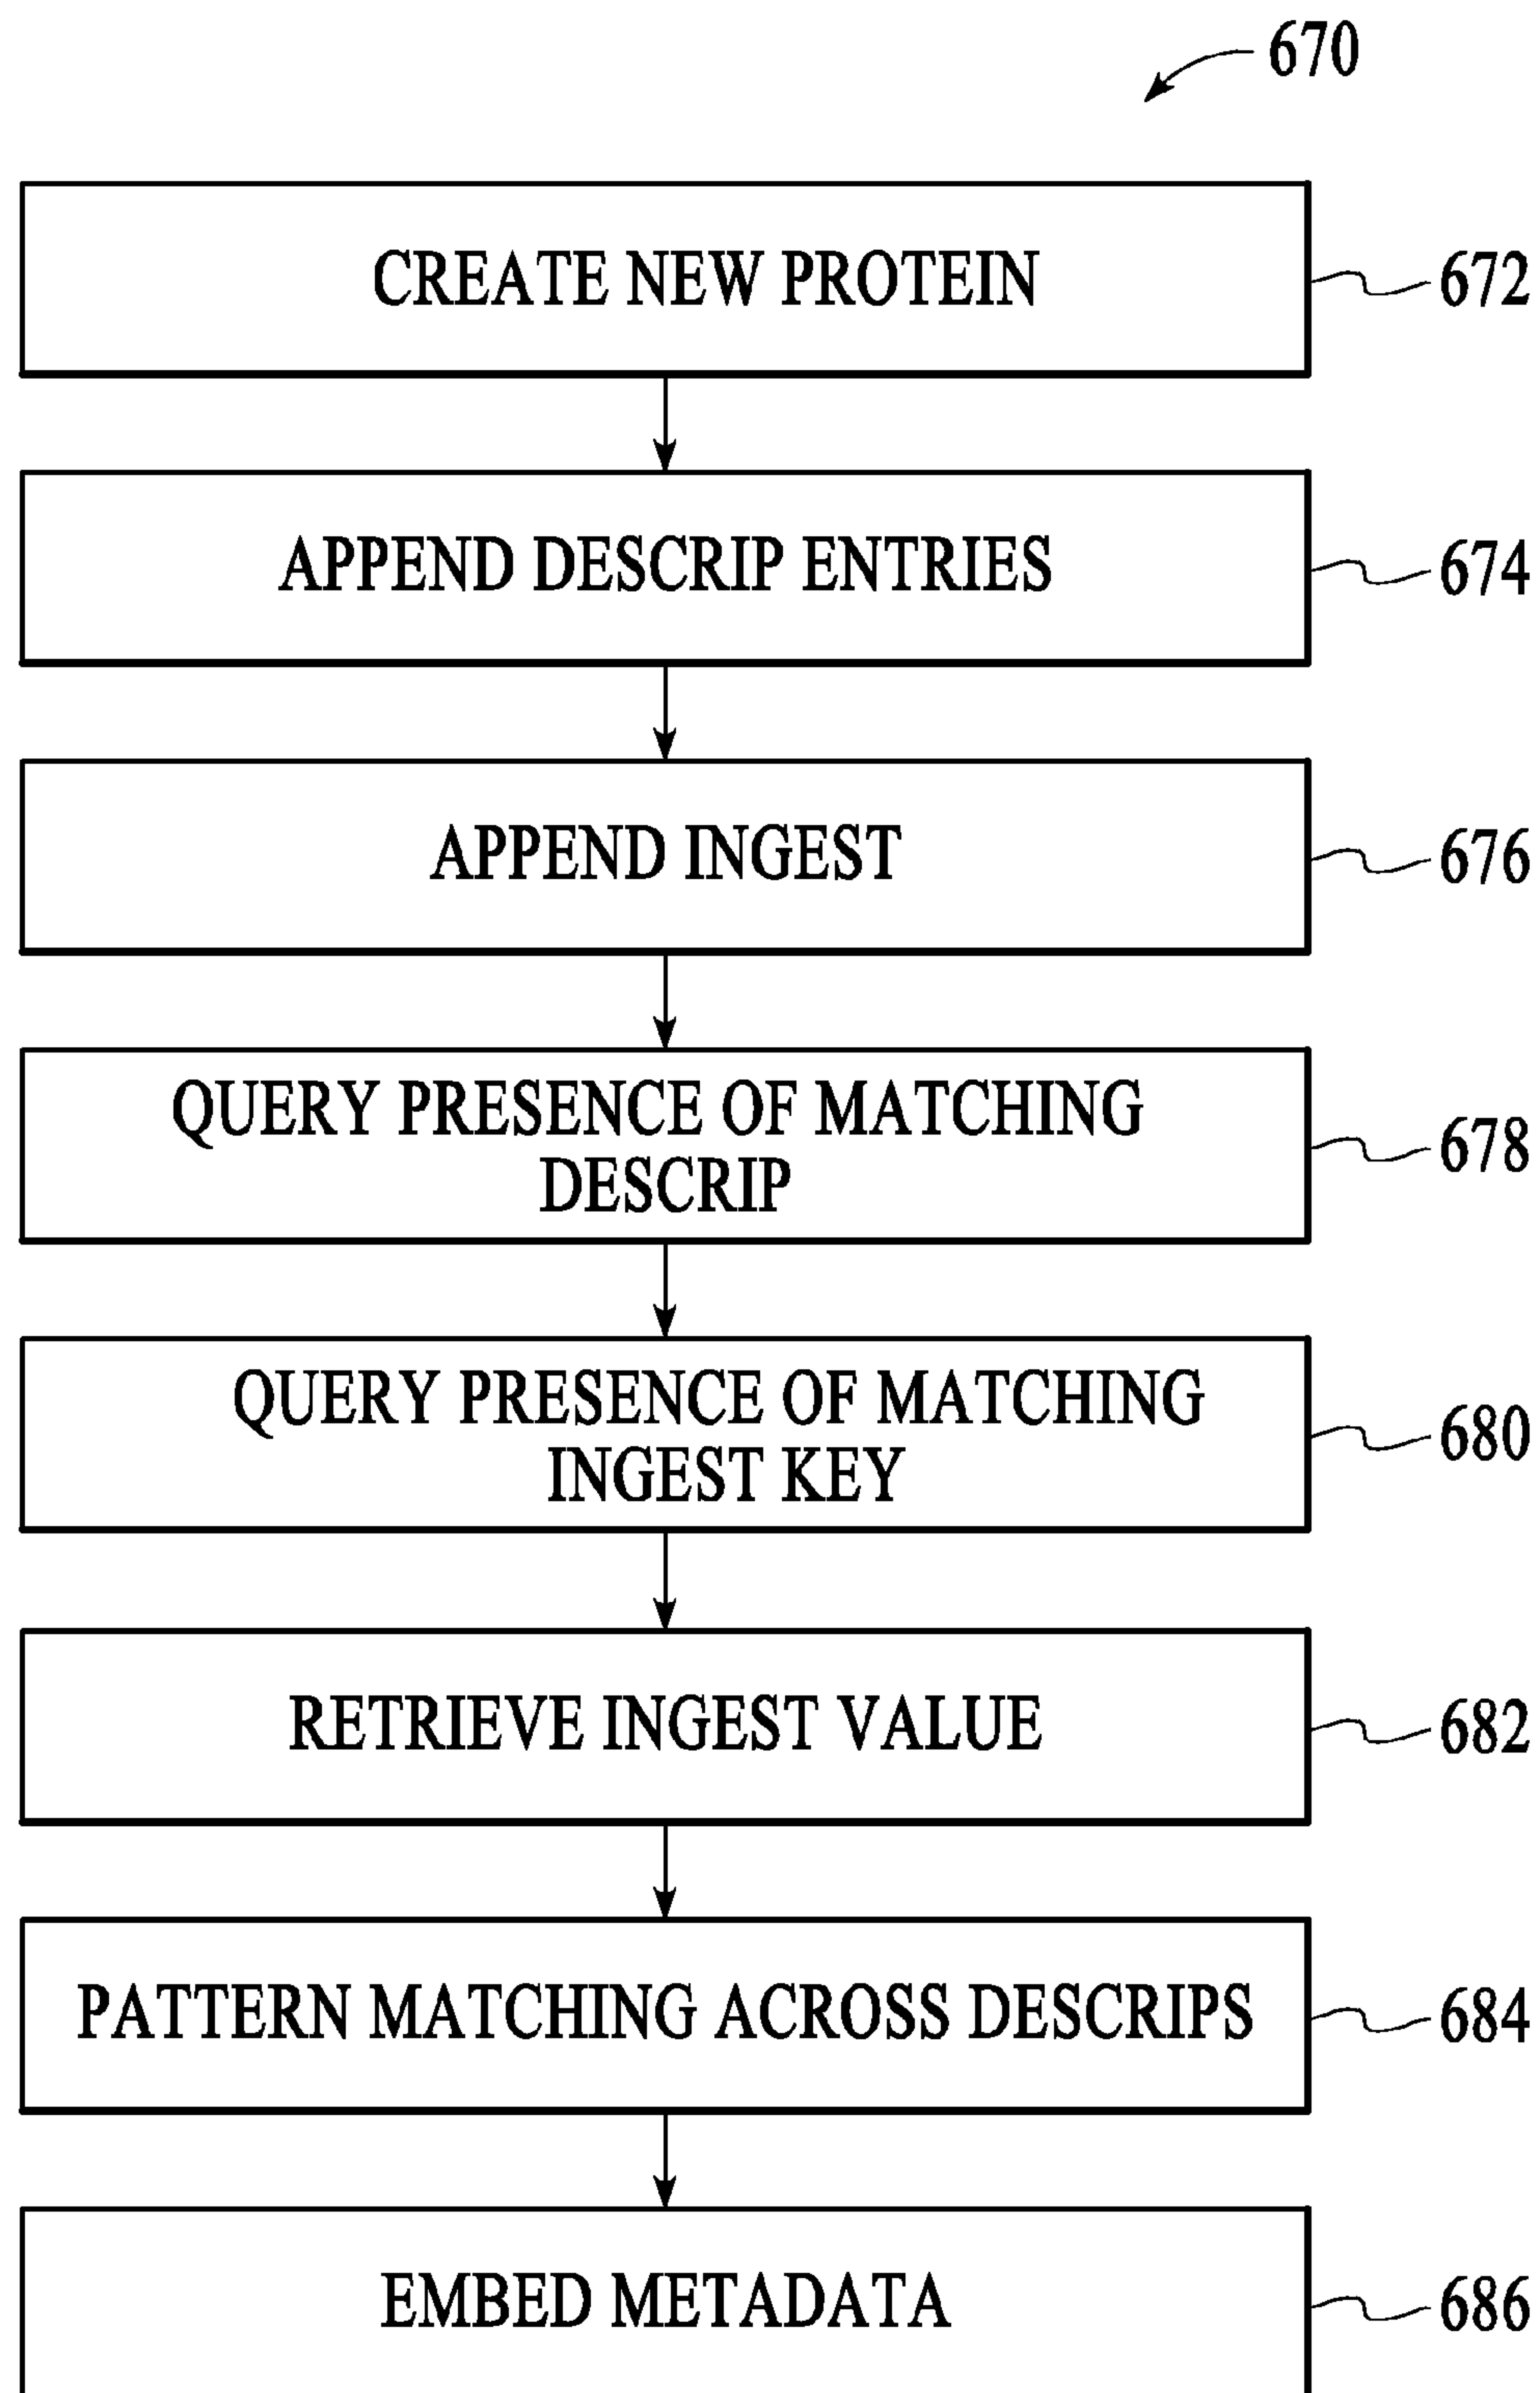 670
CREATE NEW PROTEIN
672
APPEND DESCRIP ENTRIES
674
APPEND INGEST
676
QUERY PRESENCE OF MATCHING
DESCRIP
678
QUERY PRESENCE OF MATCHING
INGEST KEY
680
RETRIEVE INGEST VALUE
682
PATTERN MATCHING ACROSS DESCRIPS
684
EMBED METADATA
686